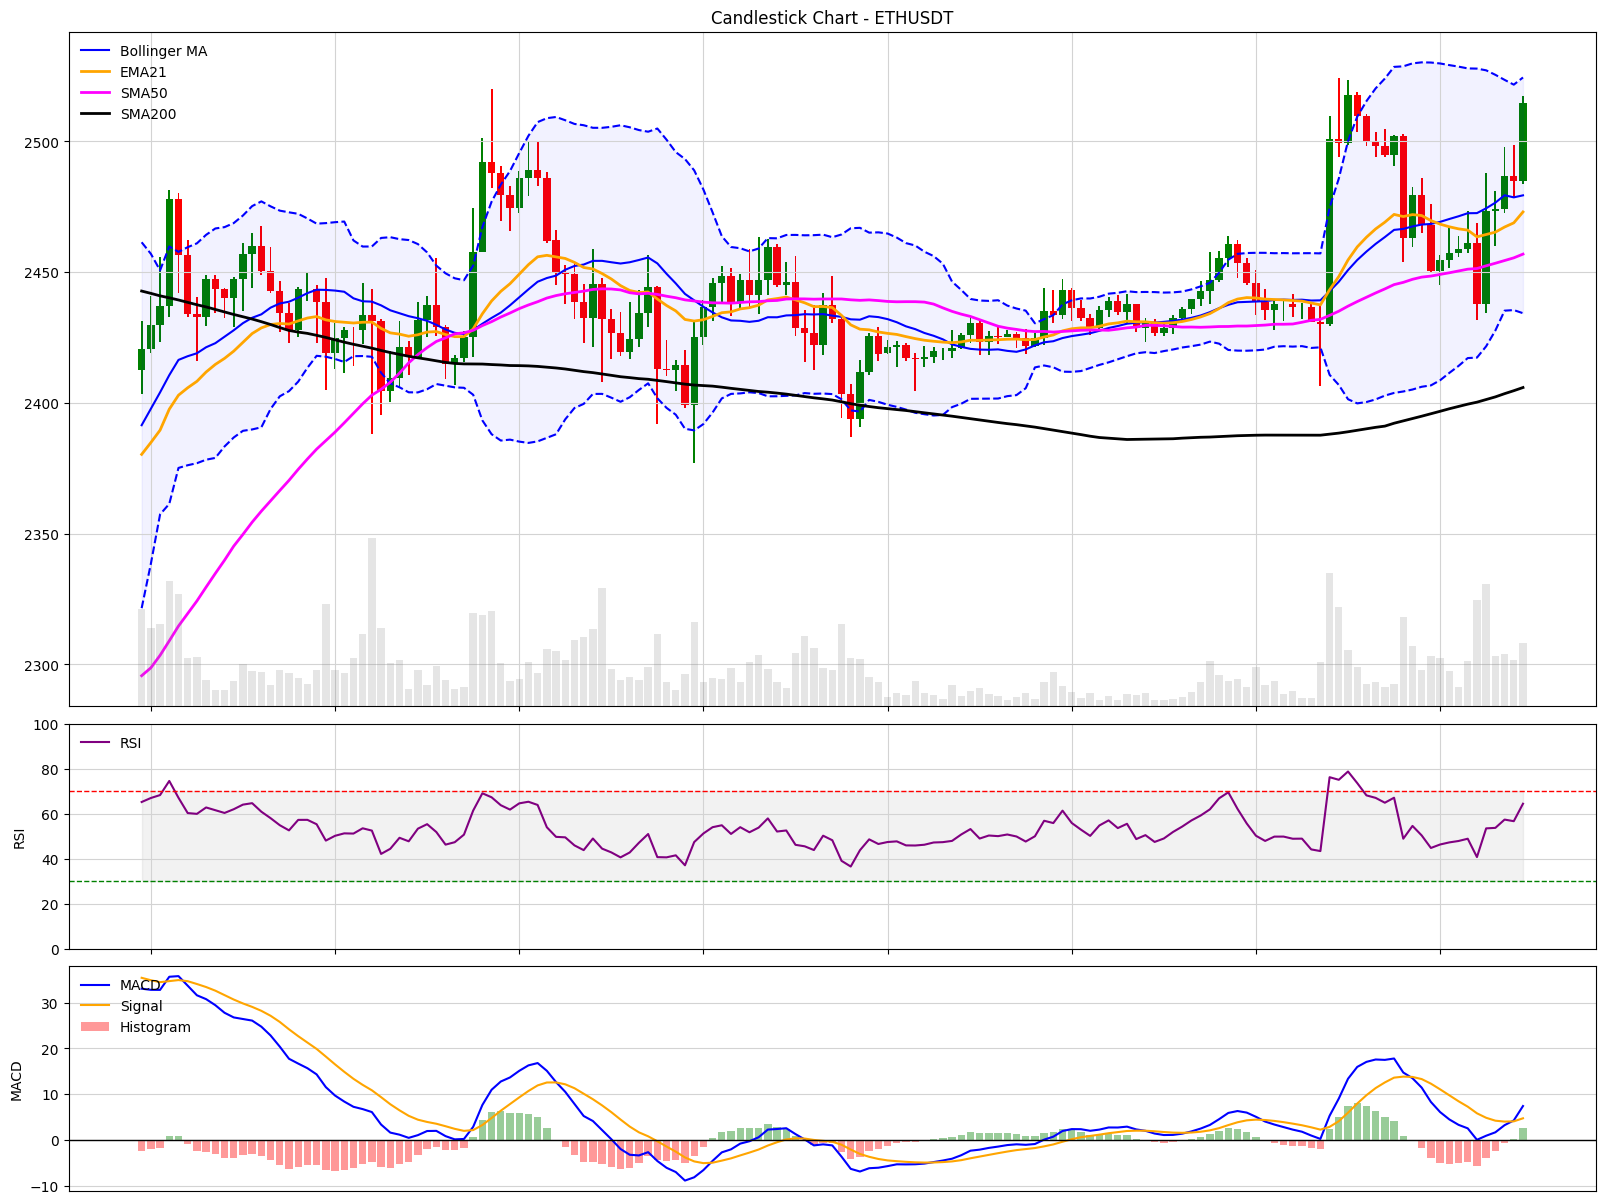 Candlestick Chart - ETHUSDT
Bollinger MA
EMA21
SMA50
SMA200
2500
2450
2400
2350
2300
100
80
60
40
20
0
RSI
RSI
30
20
10
0
−10
MACD
MACD
Signal
Histogram